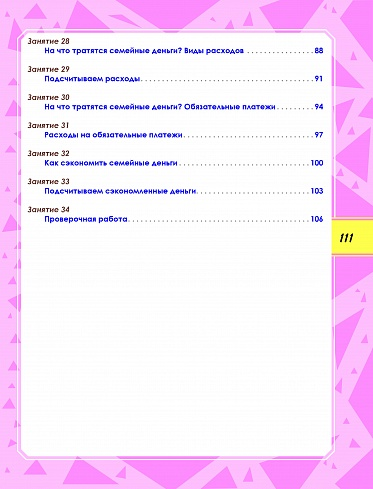 Занятие 28
На что тратятся семейные деньги? Виды расходов . . . . . . . . . . . . . . . 88
Занятие 29
Подсчитываем расходы. . . . . . . . . . . . . . . . . . . . . . . . . . . . . . . . . . . . . . 91
Занятие 30
На что тратятся семейные деньги? Обязательные платежи . . . . . . . . 94
Занятие 31
Расходы на обязательные платежи. . . . . . . . . . . . . . . . . . . . . . . . . . . . . 97
Занятие 32
Как сэкономить семейные деньги . . . . . . . . . . . . . . . . . . . . . . . . . . . . 100
Занятие 33
Подсчитываем сэкономленные деньги. . . . . . . . . . . . . . . . . . . . . . . . . 103
Занятие 34
Проверочная работа. . . . . . . . . . . . . . . . . . . . . . . . . . . . . . . . . . . . . . . 106
111